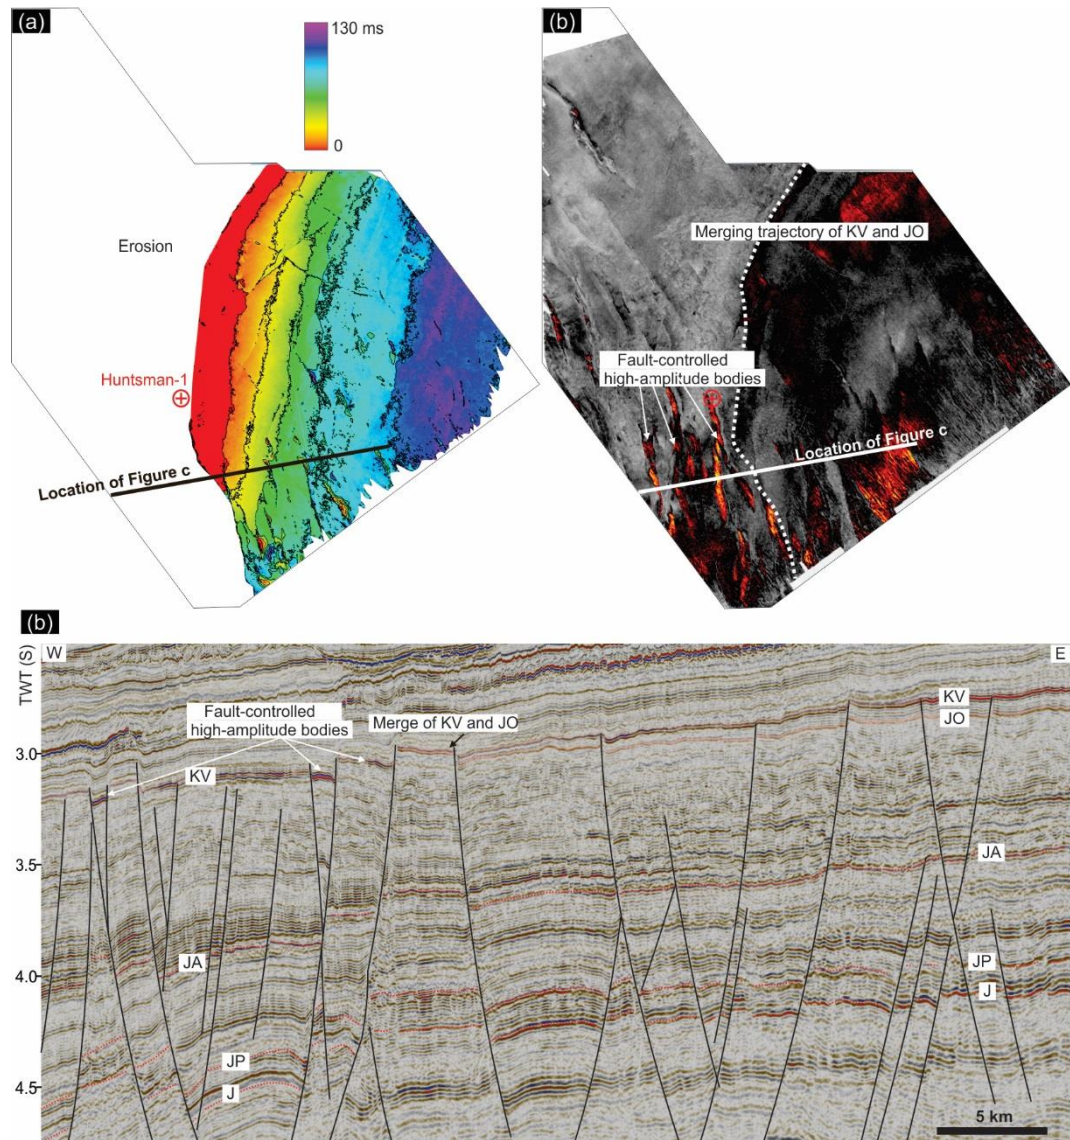 (a)
130 ms
0
Erosion
Huntsman-1
Location of Figure c
(b)
Merging trajectory of KV and JO
Fault-controlled
high-amplitude bodies
Location of Figure c
(b)
TWT (S)
W
E
Fault-controlled
high-amplitude bodies
Merge of KV and JO
KV
JO
3.0
KV
3.5
JA
JA
4.0
JP
J
JP
4.5
J
5 km